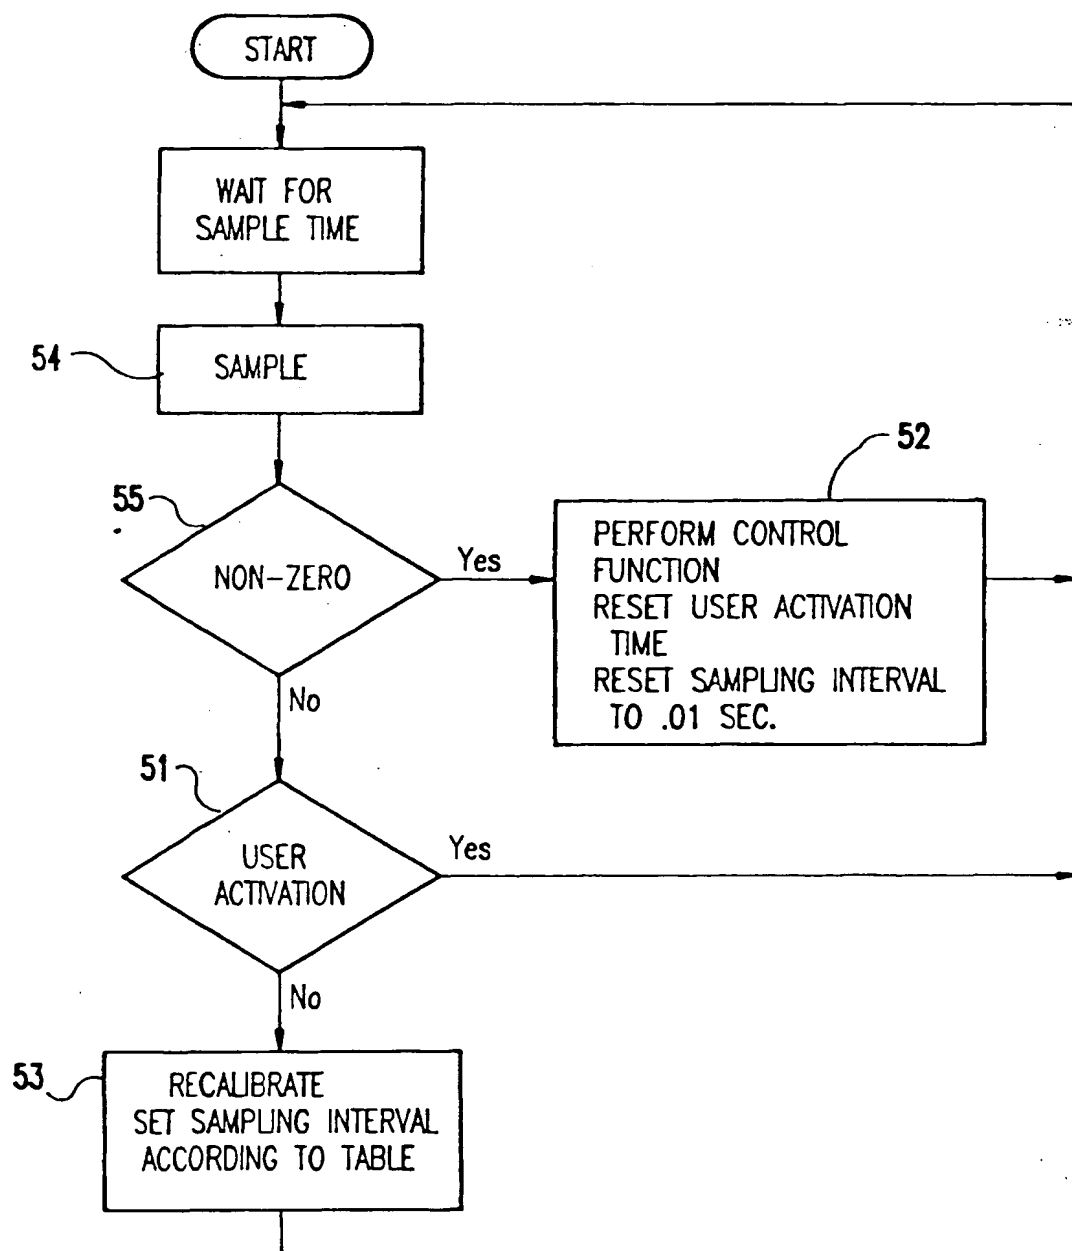 START
WAIT FOR
SAMPLE TIME
54
SAMPLE
52
55
NON-ZERO
Yes
PERFORM CONTROL
FUNCTION
RESET USER ACTIVATION
TIME
RESET SAMPLING INTERVAL
TO .01 SEC.
No
51
USER
ACTIVATION
Yes
No
53
RECALIBRATE
SET SAMPLING INTERVAL
ACCORDING TO TABLE